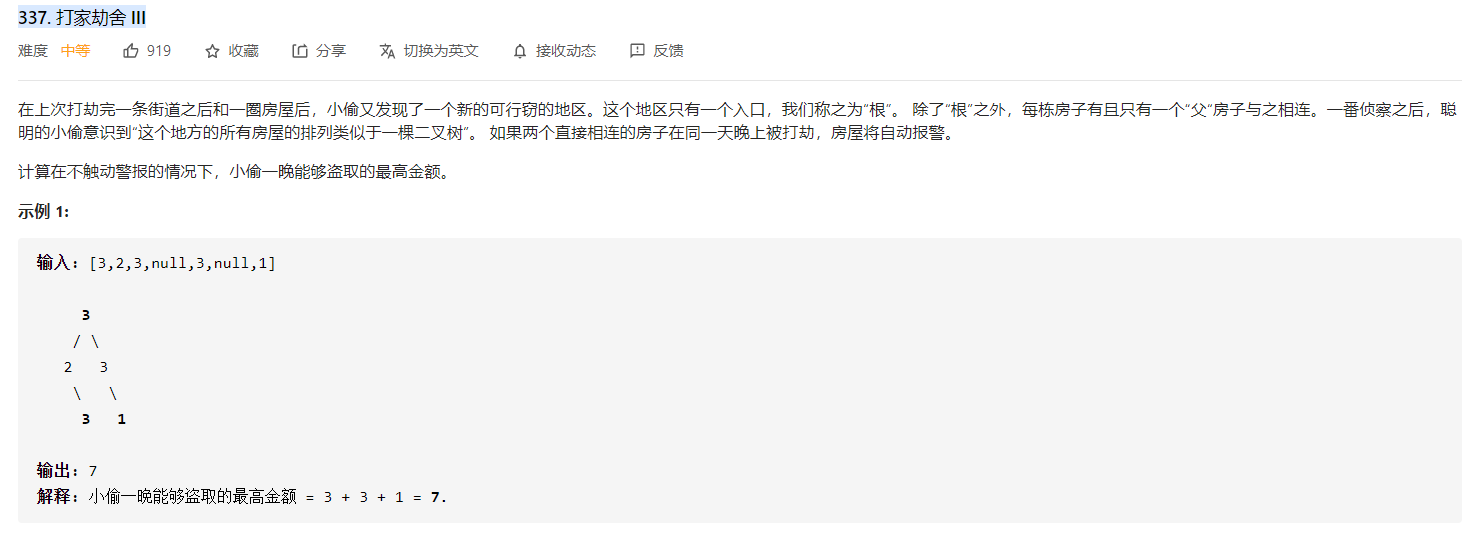 337. 打家劫舍 III
难度 中等 919 收藏 分享 切换为英文 接收动态 反馈
在上次打劫完一条街道之后和一圈房屋后，小偷又发现了一个新的可行窃的地区。这个地区只有一个入口，我们称之为“根”。 除了“根”之外，每栋房子有且只有一个“父”房子与之相连。一番侦察之后，聪
明的小偷意识到“这个地方的所有房屋的排列类似于一棵二叉树”。 如果两个直接相连的房子在同一天晚上被打劫，房屋将自动报警。
计算在不触动警报的情况下，小偷一晚能够盗取的最高金额。
示例 1:
输入: [3,2,3,null,3,null,1]
3
/ \
2 3
\ \
3 1
输出: 7
解释: 小偷一晚能够盗取的最高金额 = 3 + 3 + 1 = 7.